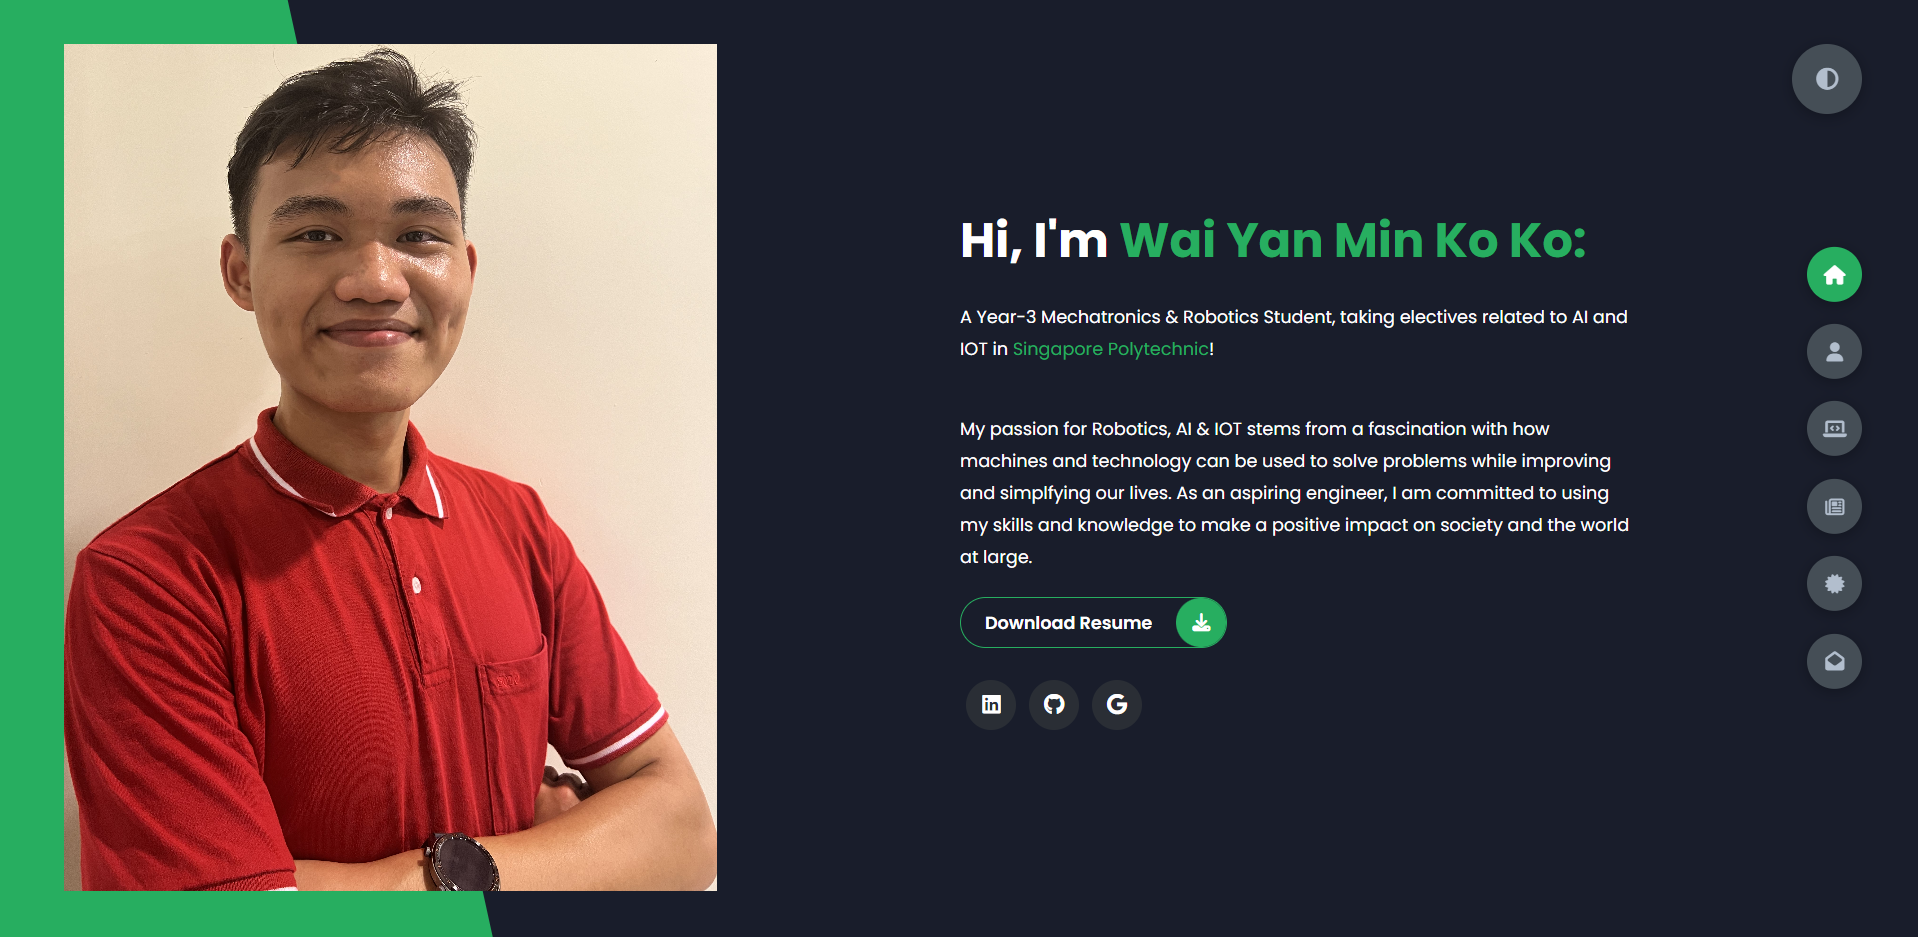 Hi, I'm Wai Yan Min Ko Ko:
A Year-3 Mechatronics & Robotics Student, taking electives related to AI and
IOT in Singapore Polytechnic!
My passion for Robotics, AI & IOT stems from a fascination with how
machines and technology can be used to solve problems while improving
and simplfying our lives. As an aspiring engineer, I am committed to using
my skills and knowledge to make a positive impact on society and the world
at large.
Download Resume